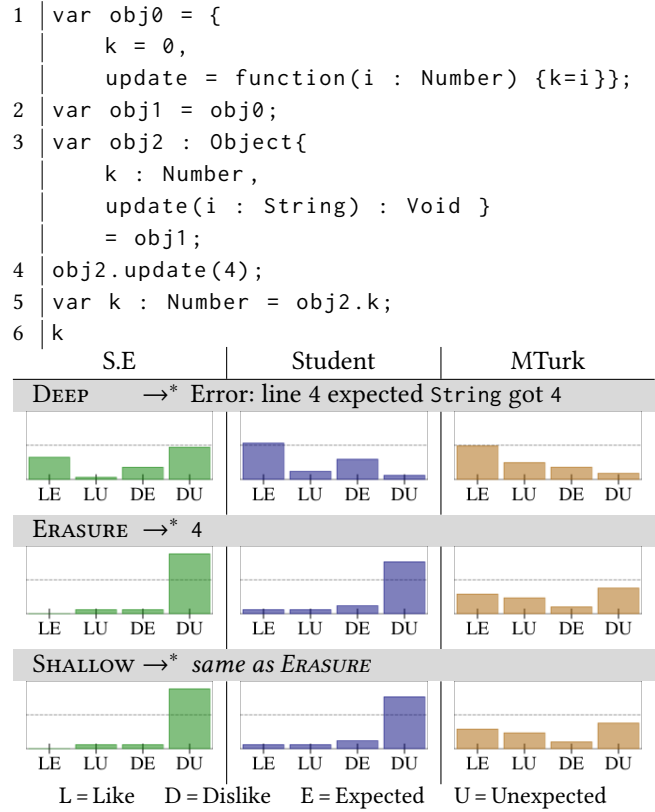 1 var obj0 = {
k = 0,
update = function(i : Number) {k=i}};
2 var obj1 = obj0;
3 var obj2 : Object{
k : Number,
update(i : String) : Void }
= obj1;
4 obj2.update(4);
5 var k : Number = obj2.k;
6 k
S.E Student MTurk
DEEP →* Error: line 4 expected String got 4
LE LU DE DU LE LU DE DU LE LU DE DU
ERASURE →* 4
LE LU DE DU LE LU DE DU LE LU DE DU
SHALLOW →* same as ERASURE
LE LU DE DU LE LU DE DU LE LU DE DU
L = Like D = Dislike E = Expected U = Unexpected